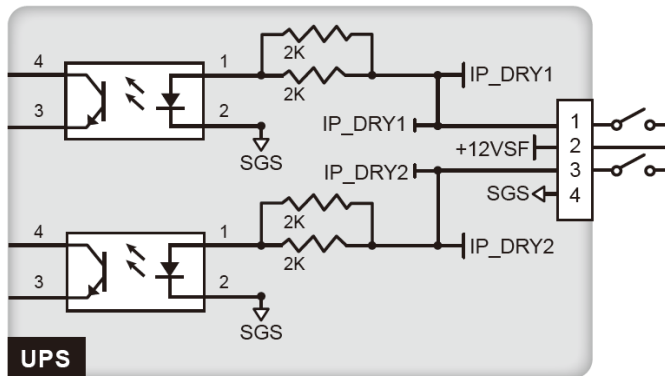 4
1
2K
2K
IP_DRY1
3
2
SGS
IP_DRY1
1
+12VSF
2
IP_DRY2
3
SGS
4
4
1
2K
2K
IP_DRY2
3
2
SGS
UPS